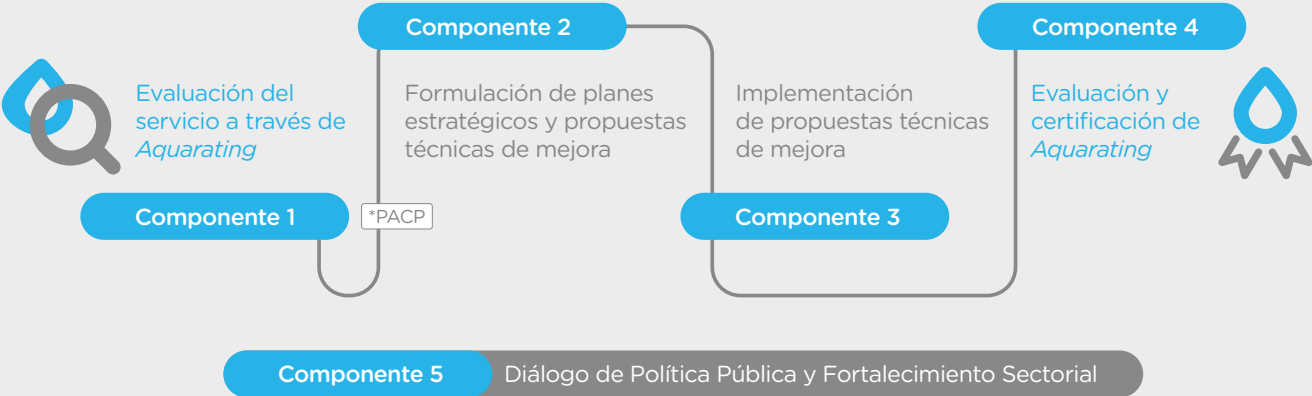 Componente 1
Evaluación del
servicio a través de
Aquarating
*PACP
Componente 2
Formulación de planes
estratégicos y propuestas
técnicas de mejora
Componente 3
Implementación
de propuestas técnicas
de mejora
Componente 4
Evaluación y
certificación de
Aquarating
Componente 5
Diálogo de Política Pública y Fortalecimiento Sectorial